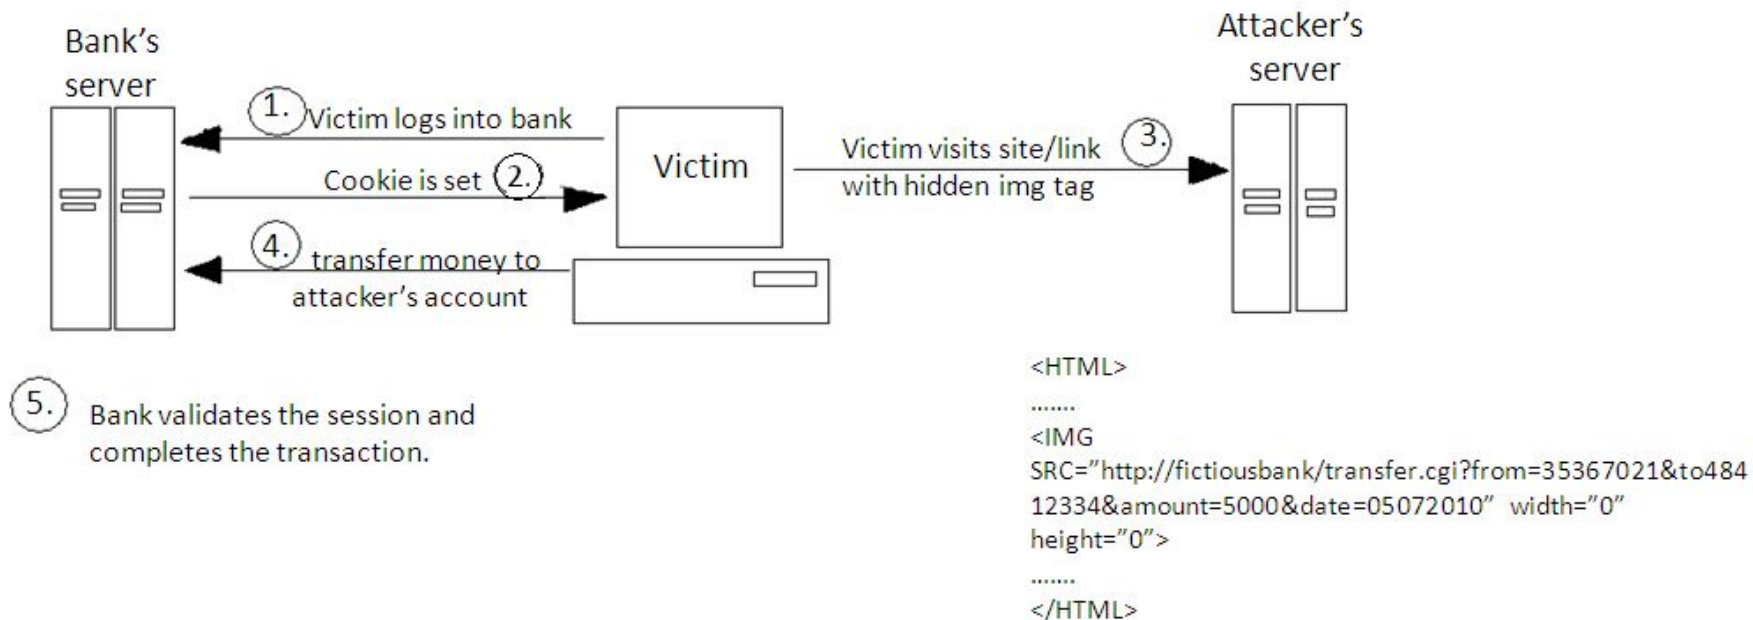 Bank's
server
Attacker's
server
1.
Victim logs into bank
Cookie is set
2.
Victim
Victim visits site/link
with hidden img tag
3.
4.
transfer money to
attacker's account
5.
Bank validates the session and
completes the transaction.
<HTML>
.......
<IMG
SRC="http://fictiousbank/transfer.cgi?from=35367021&to484
12334&amount=5000&date=05072010" width="0"
height="0">
.......
</HTML>